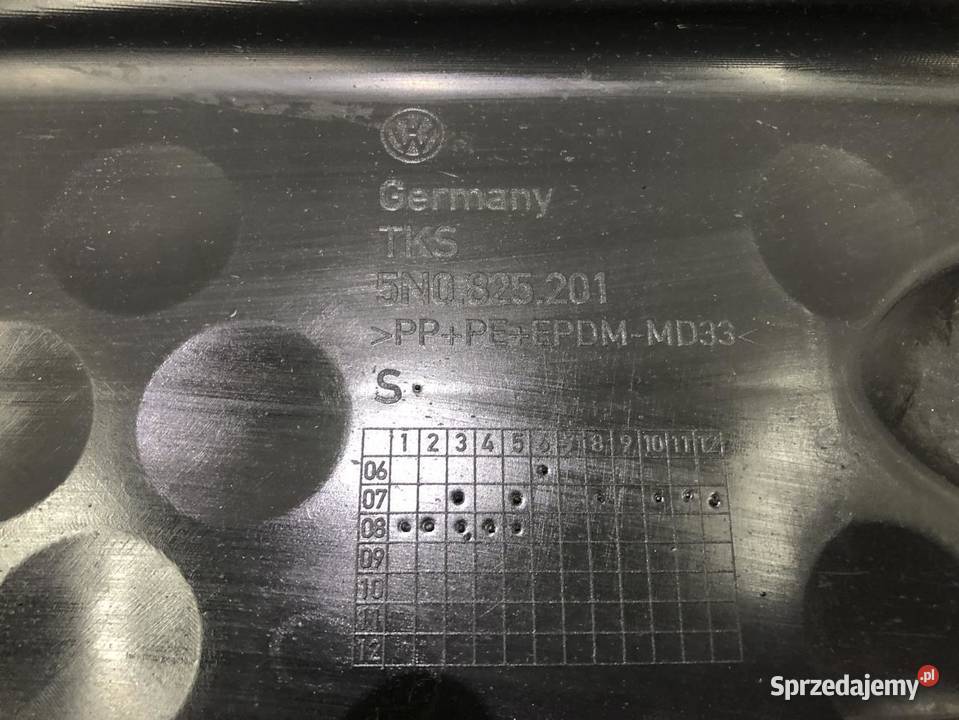 VW
Germany
TKS
5N0.825.201
>PP+PE+EPDM-MD33<
S
1 2 3 4 5 6 7 8 9 10 11 12
06
07
08
09
10
11
12
Sprzedajemy.pl